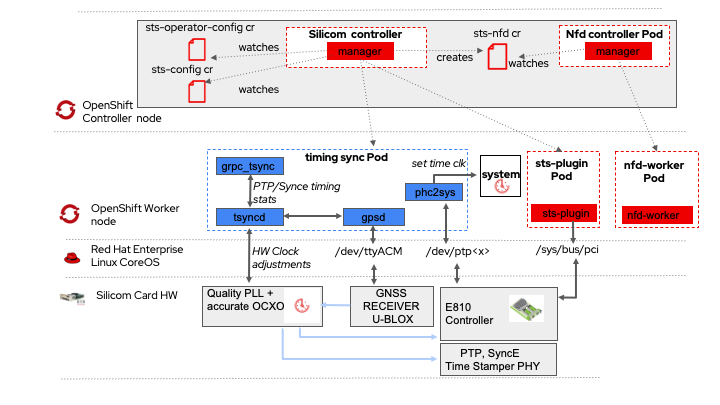 sts-operator-config cr
watches
sts-config cr
watches
Silicom controller
manager
sts-nfd cr
creates
watches
Nfd controller Pod
manager
OpenShift
Controller node
timing sync Pod
grpc_tsync
PTP/Synce timing
stats
tsyncd
gpsd
set time clk
phc2sys
system
sts-plugin
Pod
sts-plugin
nfd-worker
Pod
nfd-worker
OpenShift Worker
node
Red Hat Enterprise
Linux CoreOS
HW Clock
adjustments
/dev/ttyACM
/dev/ptp<x>
/sys/bus/pci
Silicom Card HW
Quality PLL +
accurate OCXO
GNSS
RECEIVER
U-BLOX
E810
Controller
PTP, SyncE
Time Stamper PHY